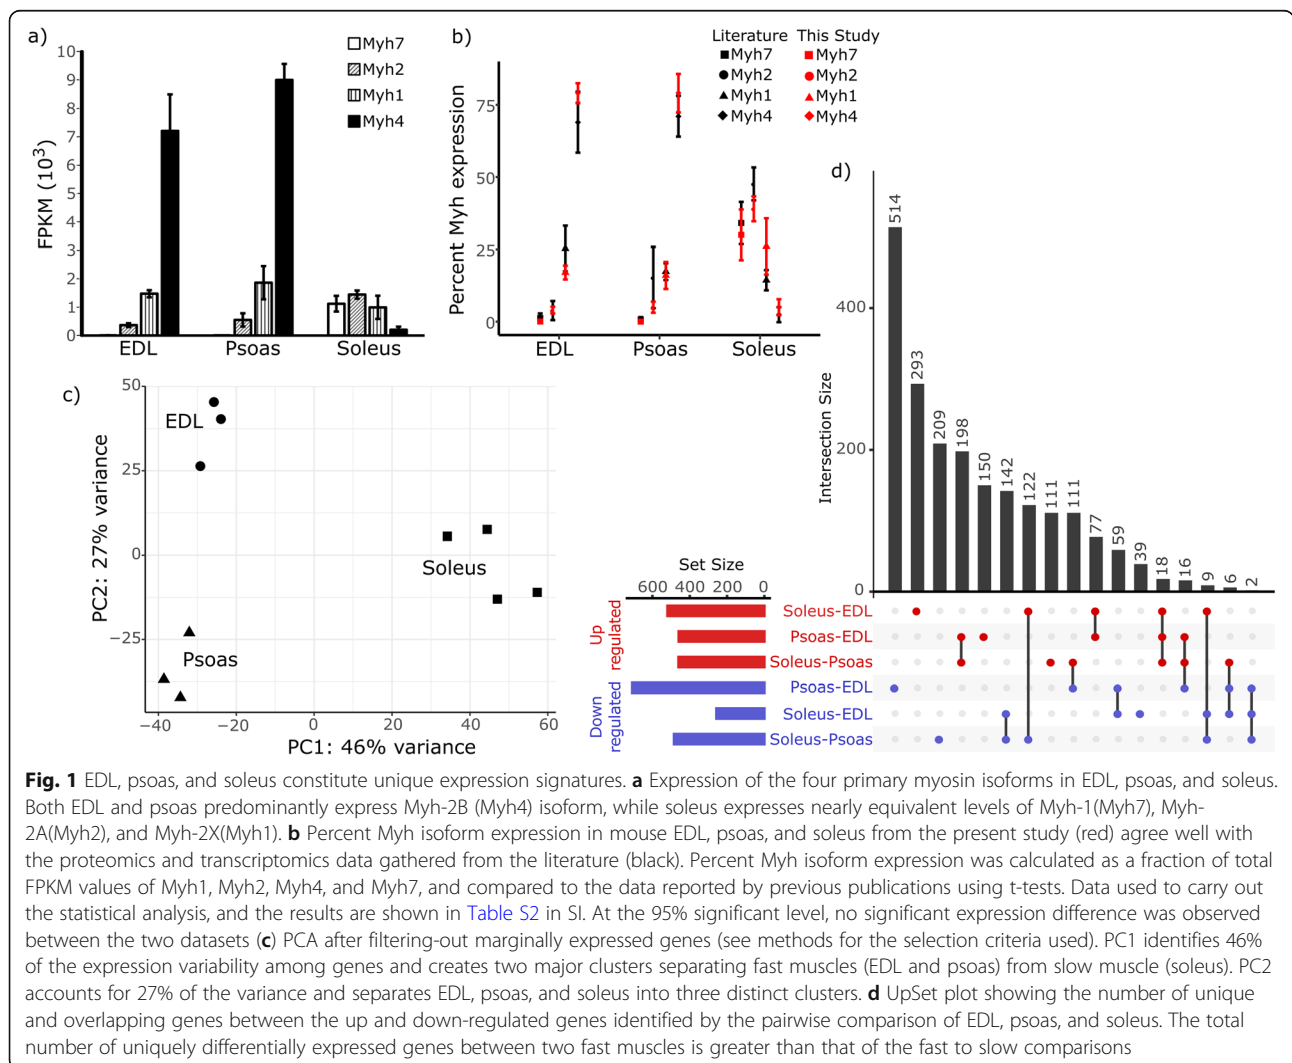 a)
10
9
8
7
6
5
4
3
2
1
0
FPKM (10³)
Myh7
Myh2
Myh1
Myh4
EDL Psoas Soleus
b)
Literature This Study
Myh7 Myh7
Myh2 Myh2
Myh1 Myh1
Myh4 Myh4
75
50
25
0
Percent Myh expression
EDL Psoas Soleus
c)
50
25
0
−25
PC2: 27% variance
EDL
Soleus
Psoas
−40 −20 0 20 40 60
PC1: 46% variance
d)
400
200
0
Intersection Size
514 293 209 198 150 142 122 111 111 77 59 39 18 16 9 6 2
Set Size
600 400 200 0
Up regulated
Down regulated
Soleus-EDL
Psoas-EDL
Soleus-Psoas
Psoas-EDL
Soleus-EDL
Soleus-Psoas
Fig. 1 EDL, psoas, and soleus constitute unique expression signatures. a Expression of the four primary myosin isoforms in EDL, psoas, and soleus.
Both EDL and psoas predominantly express Myh-2B (Myh4) isoform, while soleus expresses nearly equivalent levels of Myh-1(Myh7), Myh-
2A(Myh2), and Myh-2X(Myh1). b Percent Myh isoform expression in mouse EDL, psoas, and soleus from the present study (red) agree well with
the proteomics and transcriptomics data gathered from the literature (black). Percent Myh isoform expression was calculated as a fraction of total
FPKM values of Myh1, Myh2, Myh4, and Myh7, and compared to the data reported by previous publications using t-tests. Data used to carry out
the statistical analysis, and the results are shown in Table S2 in SI. At the 95% significant level, no significant expression difference was observed
between the two datasets (c) PCA after filtering-out marginally expressed genes (see methods for the selection criteria used). PC1 identifies 46%
of the expression variability among genes and creates two major clusters separating fast muscles (EDL and psoas) from slow muscle (soleus). PC2
accounts for 27% of the variance and separates EDL, psoas, and soleus into three distinct clusters. d UpSet plot showing the number of unique
and overlapping genes between the up and down-regulated genes identified by the pairwise comparison of EDL, psoas, and soleus. The total
number of uniquely differentially expressed genes between two fast muscles is greater than that of the fast to slow comparisons